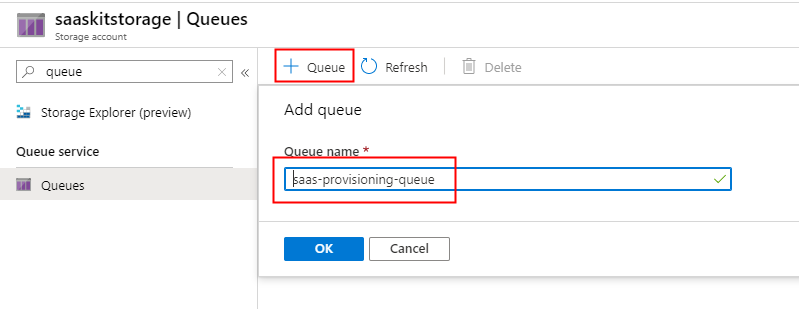 saaskitstorage | Queues
Storage account
queue
Queue
Refresh
Delete
Storage Explorer (preview)
Queue service
Queues
Add queue
Queue name *
saas-provisioning-queue
OK
Cancel